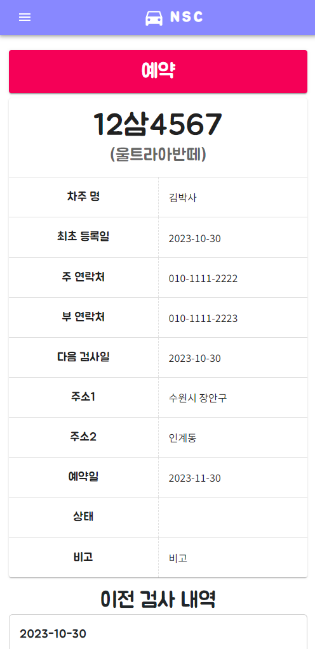 NSC
예약
12삼4567
(울트라아반떼)
차주 명 김박사
최초 등록일 2023-10-30
주 연락처 010-1111-2222
부 연락처 010-1111-2223
다음 검사일 2023-10-30
주소1 수원시 장안구
주소2 인계동
예약일 2023-11-30
상태
비고 비고
이전 검사 내역
2023-10-30